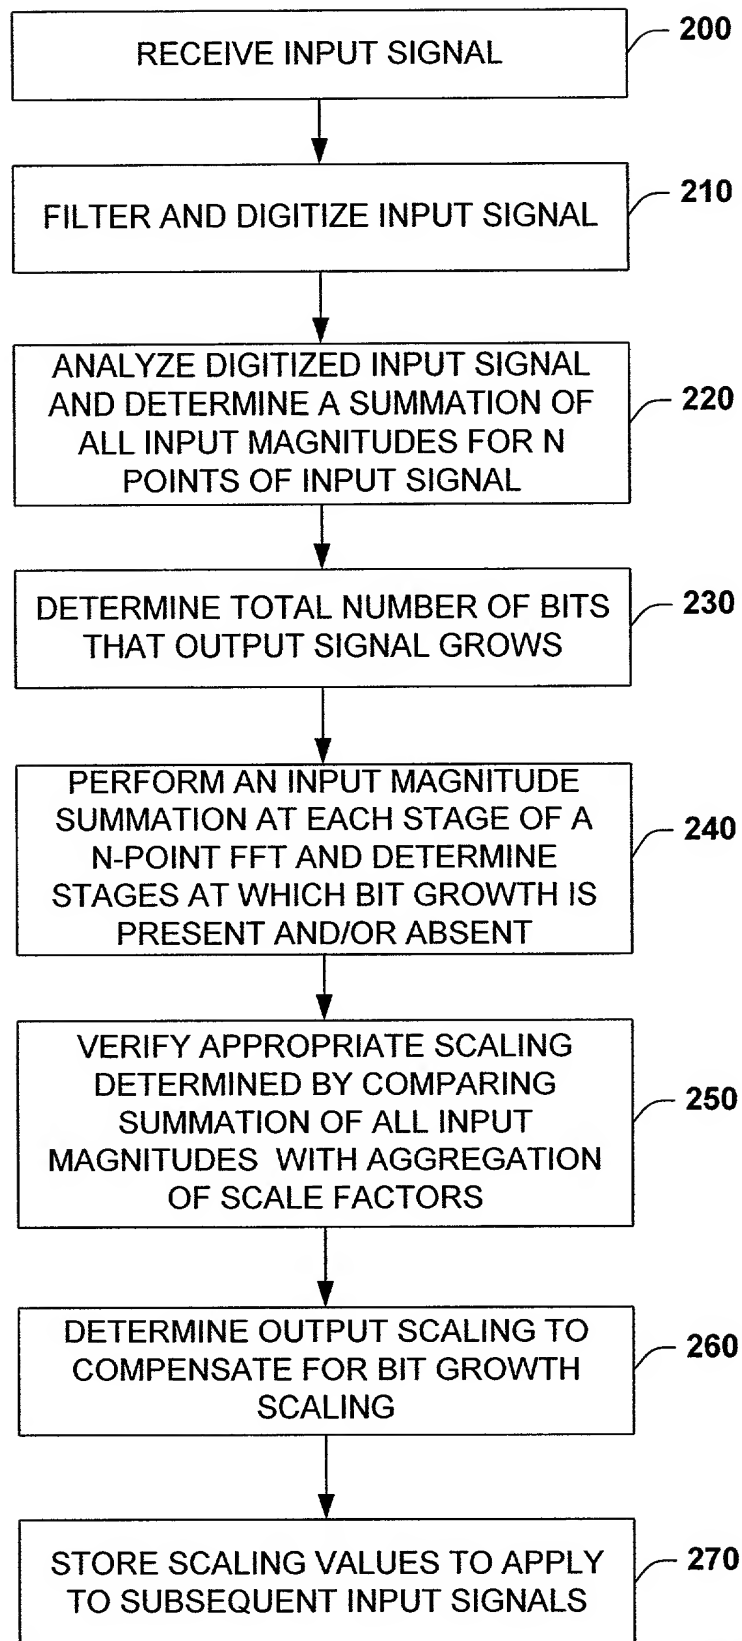 RECEIVE INPUT SIGNAL
200
FILTER AND DIGITIZE INPUT SIGNAL
210
ANALYZE DIGITIZED INPUT SIGNAL
AND DETERMINE A SUMMATION OF
ALL INPUT MAGNITUDES FOR N
POINTS OF INPUT SIGNAL
220
DETERMINE TOTAL NUMBER OF BITS
THAT OUTPUT SIGNAL GROWS
230
PERFORM AN INPUT MAGNITUDE
SUMMATION AT EACH STAGE OF A
N-POINT FFT AND DETERMINE
STAGES AT WHICH BIT GROWTH IS
PRESENT AND/OR ABSENT
240
VERIFY APPROPRIATE SCALING
DETERMINED BY COMPARING
SUMMATION OF ALL INPUT
MAGNITUDES WITH AGGREGATION
OF SCALE FACTORS
250
DETERMINE OUTPUT SCALING TO
COMPENSATE FOR BIT GROWTH
SCALING
260
STORE SCALING VALUES TO APPLY
TO SUBSEQUENT INPUT SIGNALS
270